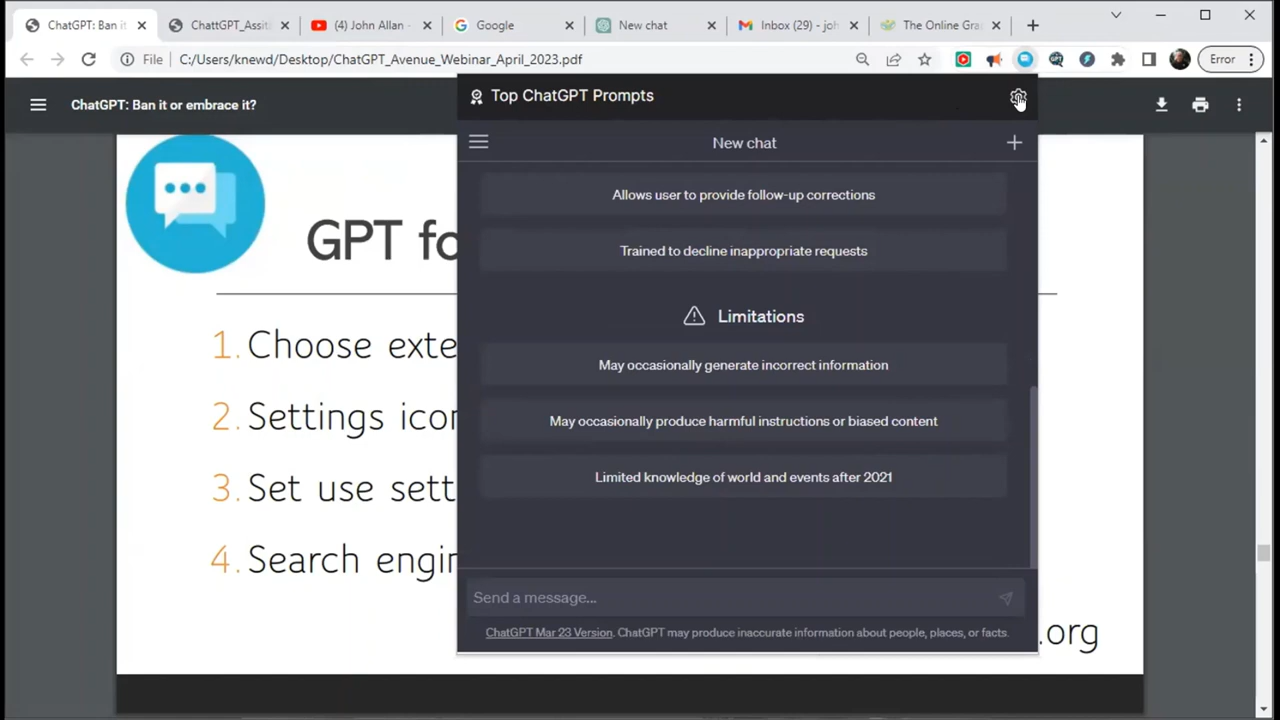 ChatGPT: Ban it
ChattGPT_Assit
(4) John Allan -
Google
New chat
Inbox (29) - joh
The Online Gra
File
C:/Users/knewd/Desktop/ChatGPT_Avenue_Webinar_April_2023.pdf
Error
ChatGPT: Ban it or embrace it?
Top ChatGPT Prompts
New chat
Allows user to provide follow-up corrections
Trained to decline inappropriate requests
Limitations
May occasionally generate incorrect information
May occasionally produce harmful instructions or biased content
Limited knowledge of world and events after 2021
Send a message...
ChatGPT Mar 23 Version. ChatGPT may produce inaccurate information about people, places, or facts.
GPT fo
1. Choose exte
2. Settings icon
3. Set use sett
4. Search engin
.org